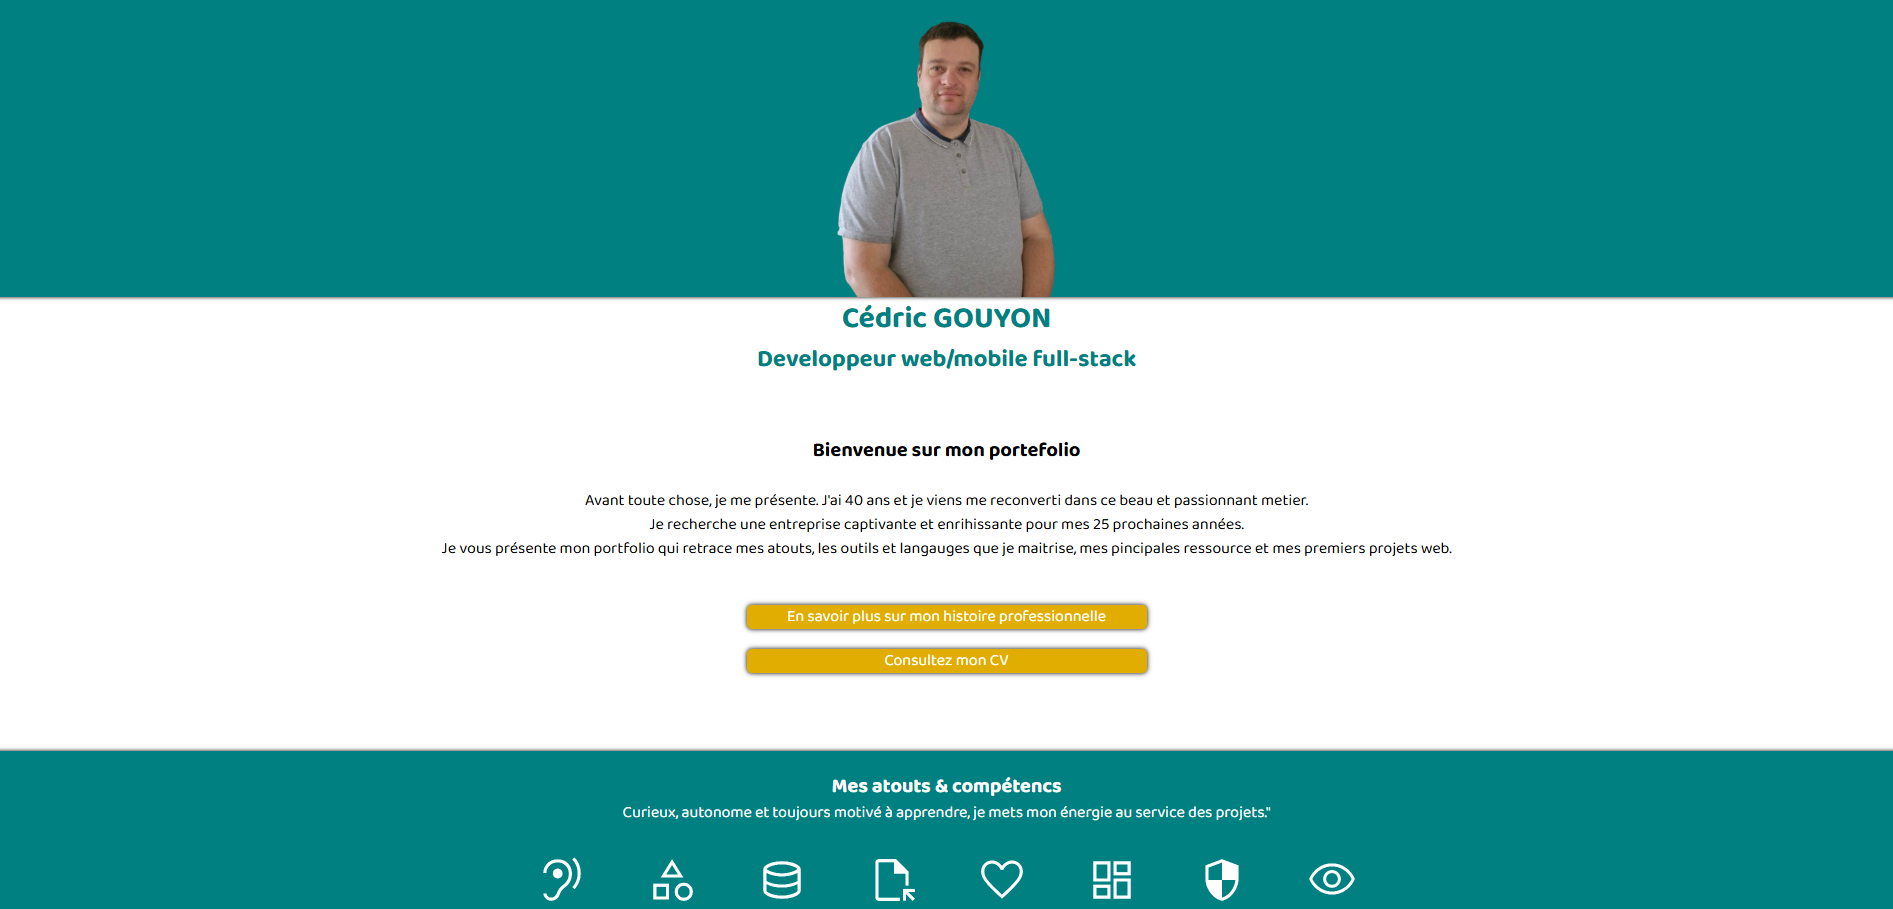 Cédric GOUYON
Developpeur web/mobile full-stack
Bienvenue sur mon portefolio
Avant toute chose, je me présente. J'ai 40 ans et je viens me reconverti dans ce beau et passionnant metier.
Je recherche une entreprise captivante et enrihissante pour mes 25 prochaines années.
Je vous présente mon portfolio qui retrace mes atouts, les outils et langauges que je maitrise, mes pincipales ressource et mes premiers projets web.
En savoir plus sur mon histoire professionnelle
Consultez mon CV
Mes atouts & compétencs
Curieux, autonome et toujours motivé à apprendre, je mets mon énergie au service des projets."